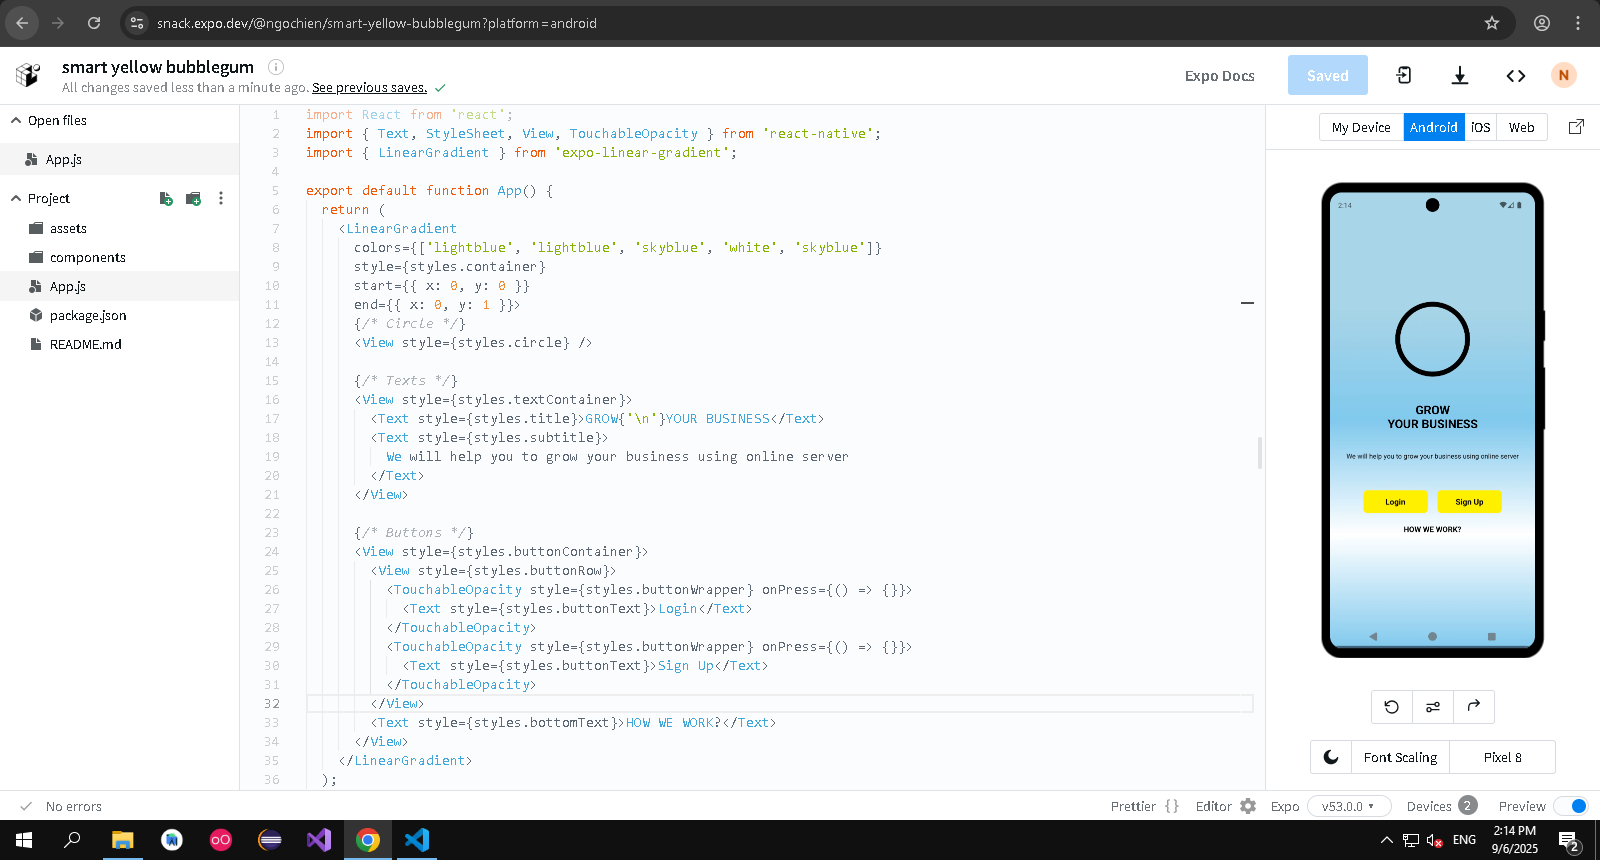 snack.expo.dev/@ngochien/smart-yellow-bubblegum?platform=android
smart yellow bubblegum
All changes saved less than a minute ago. See previous saves.
Expo Docs
Saved
N
Open files
App.js
Project
assets
components
App.js
package.json
README.md
1 import React from 'react';
2 import { Text, StyleSheet, View, TouchableOpacity } from 'react-native';
3 import { LinearGradient } from 'expo-linear-gradient';
4
5 export default function App() {
6 return (
7 <LinearGradient
8 colors={['lightblue', 'lightblue', 'skyblue', 'white', 'skyblue']}
9 style={styles.container}
10 start={{ x: 0, y: 0 }}
11 end={{ x: 0, y: 1 }}>
12 {/* Circle */}
13 <View style={styles.circle} />
14
15 {/* Texts */}
16 <View style={styles.textContainer}>
17 <Text style={styles.title}>GROW{'\n'}YOUR BUSINESS</Text>
18 <Text style={styles.subtitle}>
19 We will help you to grow your business using online server
20 </Text>
21 </View>
22
23 {/* Buttons */}
24 <View style={styles.buttonContainer}>
25 <View style={styles.buttonRow}>
26 <TouchableOpacity style={styles.buttonWrapper} onPress={() => {}}>
27 <Text style={styles.buttonText}>Login</Text>
28 </TouchableOpacity>
29 <TouchableOpacity style={styles.buttonWrapper} onPress={() => {}}>
30 <Text style={styles.buttonText}>Sign Up</Text>
31 </TouchableOpacity>
32 </View>
33 <Text style={styles.bottomText}>HOW WE WORK?</Text>
34 </View>
35 </LinearGradient>
36 );
My Device
Android
iOS
Web
2:14
GROW
YOUR BUSINESS
We will help you to grow your business using online server
Login
Sign Up
HOW WE WORK?
Font Scaling
Pixel 8
No errors
Prettier {}
Editor
Expo
v53.0.0
Devices 2
Preview
ENG
2:14 PM
9/6/2025
2